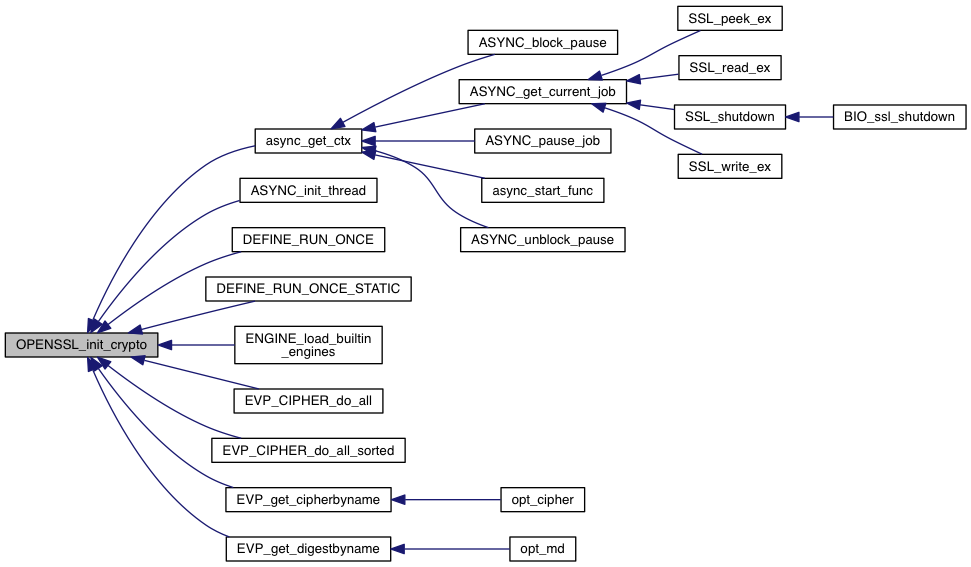 SSL_peek_ex
ASYNC_block_pause
SSL_read_ex
ASYNC_get_current_job
SSL_shutdown
BIO_ssl_shutdown
async_get_ctx
ASYNC_pause_job
SSL_write_ex
ASYNC_init_thread
async_start_func
DEFINE_RUN_ONCE
ASYNC_unblock_pause
DEFINE_RUN_ONCE_STATIC
OPENSSL_init_crypto
ENGINE_load_builtin
_engines
EVP_CIPHER_do_all
EVP_CIPHER_do_all_sorted
EVP_get_cipherbyname
opt_cipher
EVP_get_digestbyname
opt_md